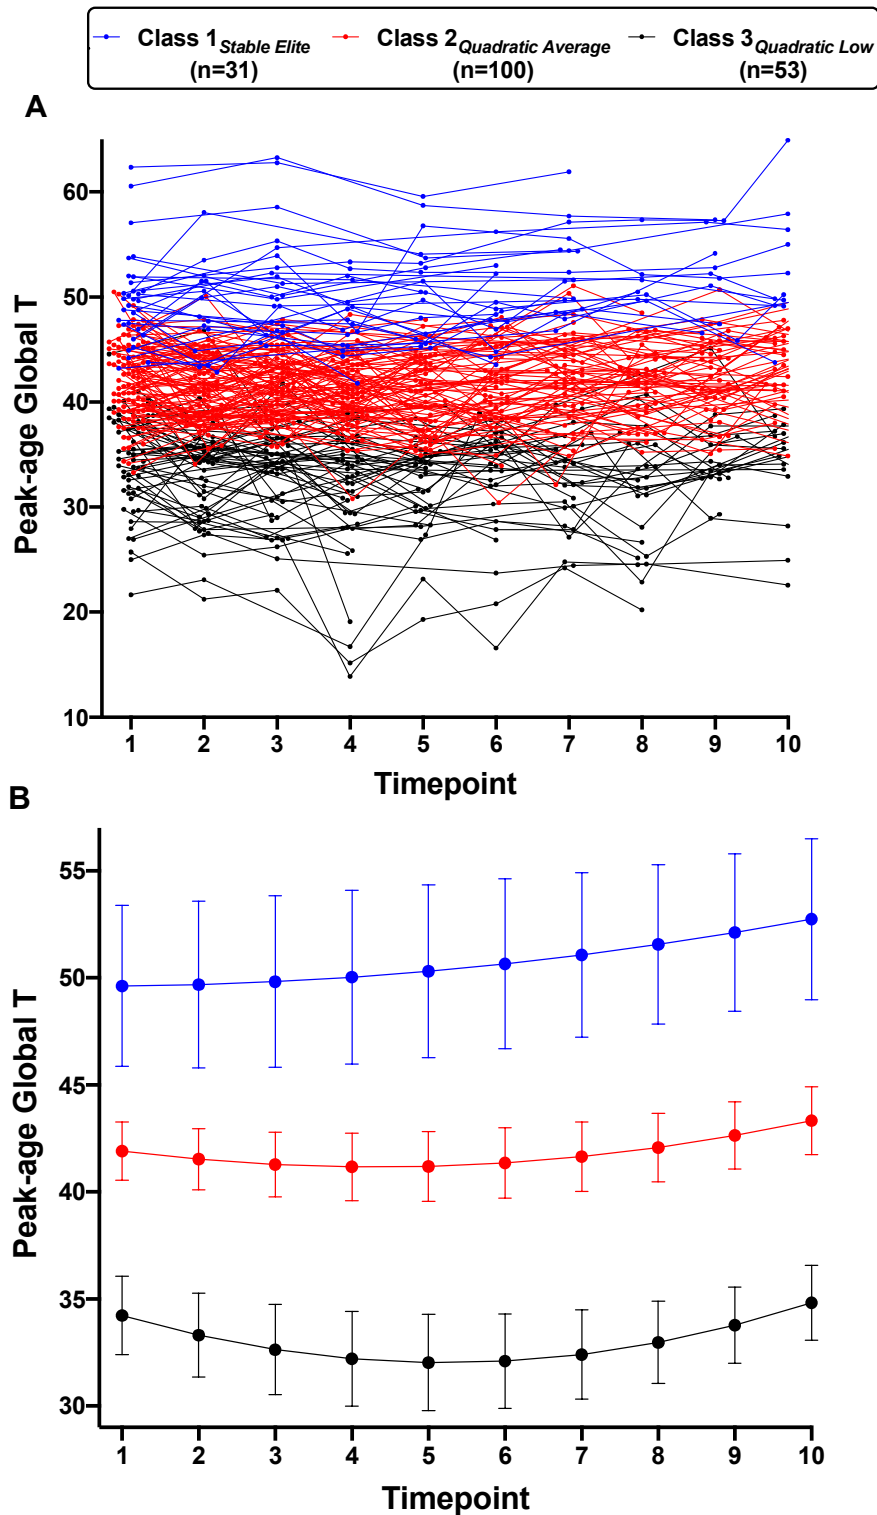 Class 1Stable Elite Class 2Quadratic Average Class 3Quadratic Low
(n=31) (n=100) (n=53)
A
Peak-age Global T
60
50
40
30
20
10
1 2 3 4 5 6 7 8 9 10
Timepoint
B
Peak-age Global T
55
50
45
40
35
30
1 2 3 4 5 6 7 8 9 10
Timepoint